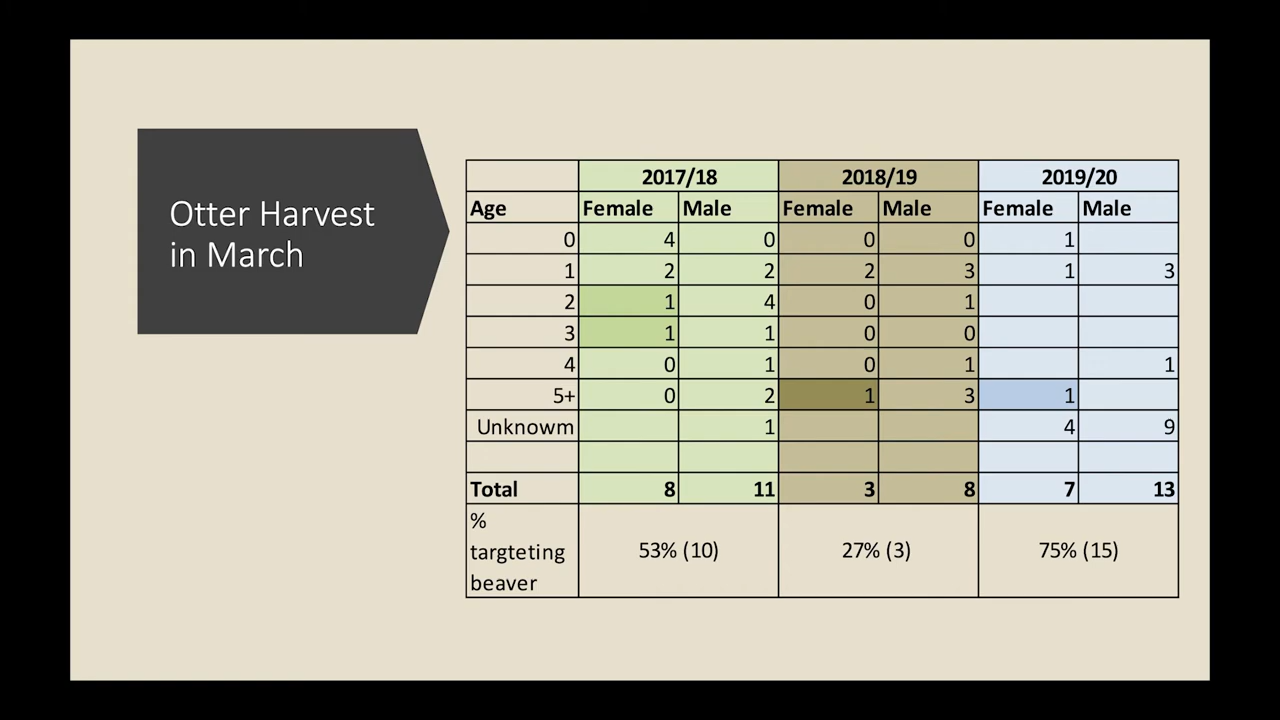 Otter Harvest
in March
2017/18 2018/19 2019/20
Age Female Male Female Male Female Male
0 4 0 0 0 1
1 2 2 2 3 1 3
2 1 4 0 1
3 1 1 0 0
4 0 1 0 1 1
5+ 0 2 1 3 1
Unknowm 1 4 9
Total 8 11 3 8 7 13
%
targteting
beaver
53% (10) 27% (3) 75% (15)